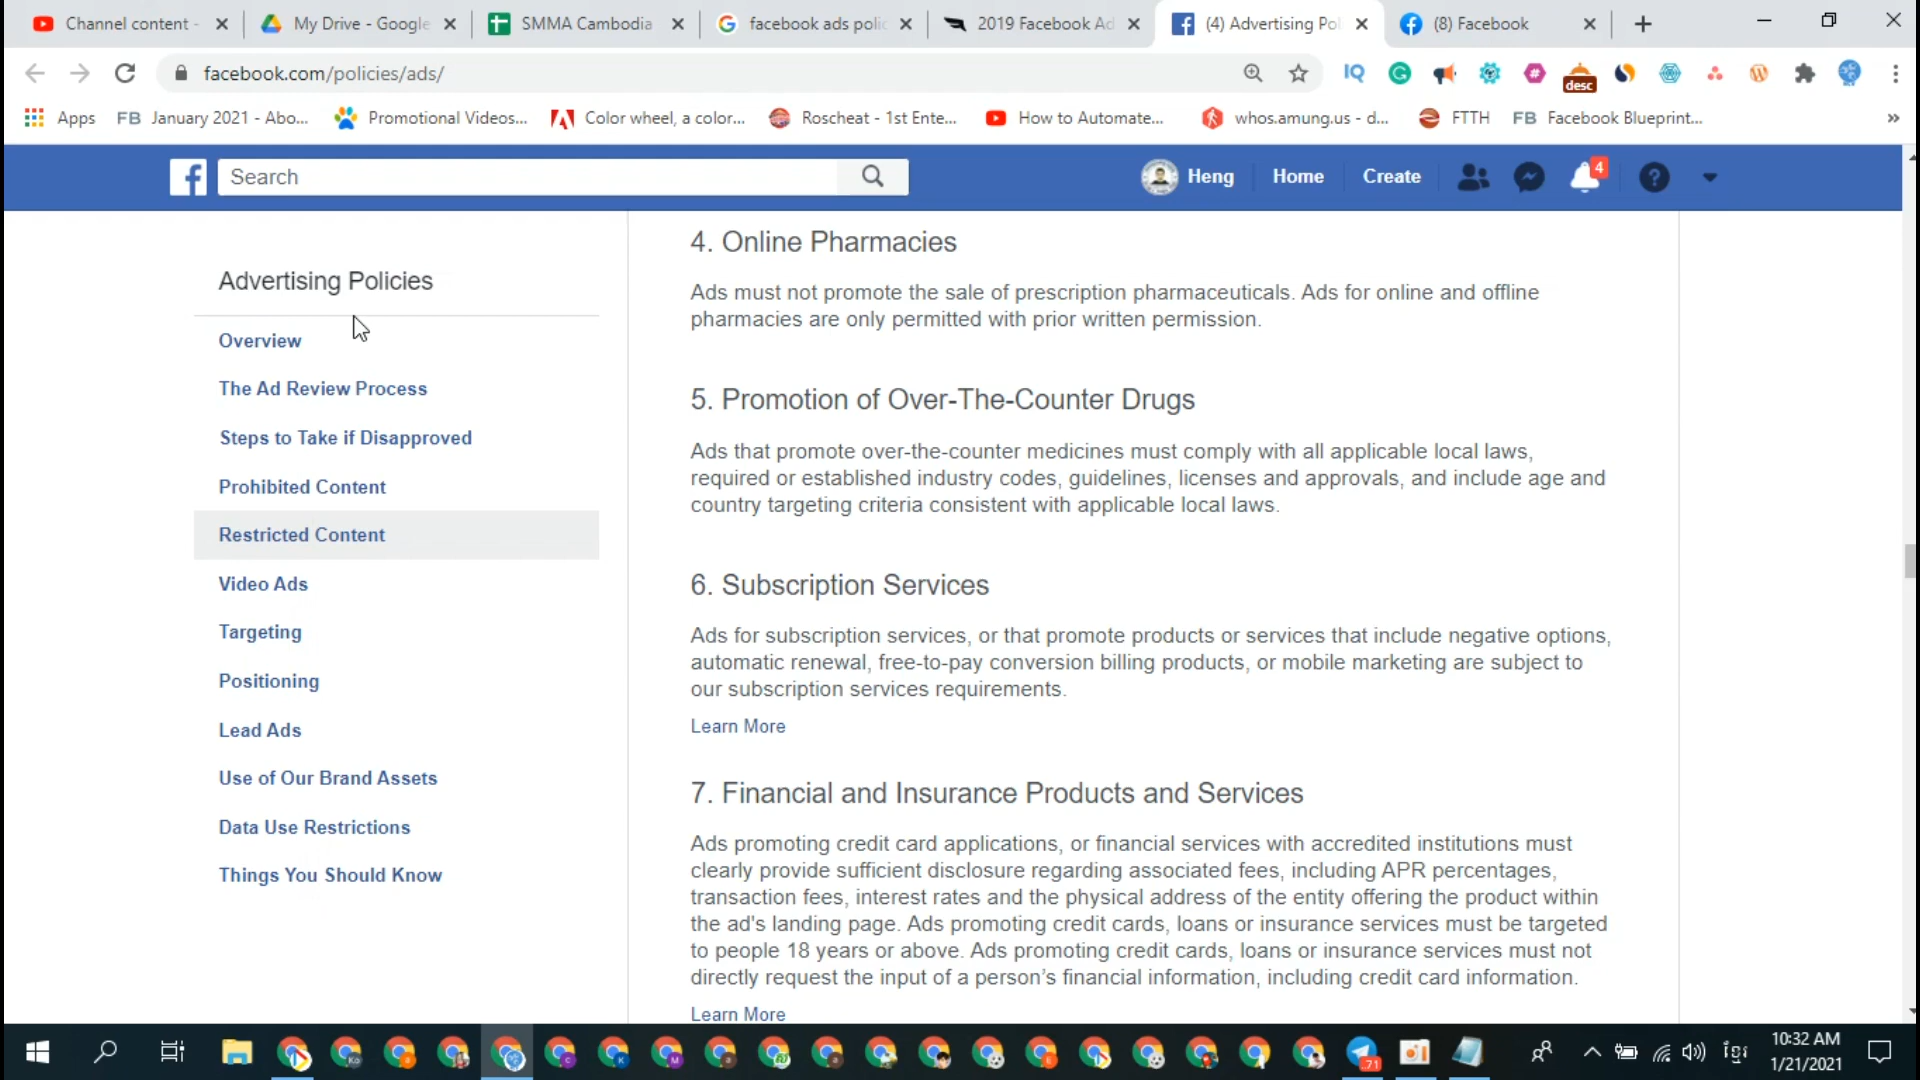 Channel content -
My Drive - Google
SMMA Cambodia
facebook ads polic
2019 Facebook Ad
(4) Advertising Pol
(8) Facebook
facebook.com/policies/ads/
IQ
desc
Apps
FB January 2021 - Abo...
Promotional Videos...
Color wheel, a color...
Roscheat - 1st Ente...
How to Automate...
whos.amung.us - d...
FTTH
FB Facebook Blueprint...
Search
Heng
Home
Create
4
Advertising Policies
Overview
The Ad Review Process
Steps to Take if Disapproved
Prohibited Content
Restricted Content
Video Ads
Targeting
Positioning
Lead Ads
Use of Our Brand Assets
Data Use Restrictions
Things You Should Know
4. Online Pharmacies
Ads must not promote the sale of prescription pharmaceuticals. Ads for online and offline
pharmacies are only permitted with prior written permission.
5. Promotion of Over-The-Counter Drugs
Ads that promote over-the-counter medicines must comply with all applicable local laws,
required or established industry codes, guidelines, licenses and approvals, and include age and
country targeting criteria consistent with applicable local laws.
6. Subscription Services
Ads for subscription services, or that promote products or services that include negative options,
automatic renewal, free-to-pay conversion billing products, or mobile marketing are subject to
our subscription services requirements.
Learn More
7. Financial and Insurance Products and Services
Ads promoting credit card applications, or financial services with accredited institutions must
clearly provide sufficient disclosure regarding associated fees, including APR percentages,
transaction fees, interest rates and the physical address of the entity offering the product within
the ad's landing page. Ads promoting credit cards, loans or insurance services must be targeted
to people 18 years or above. Ads promoting credit cards, loans or insurance services must not
directly request the input of a person’s financial information, including credit card information.
Learn More
71
ខ្មែរ
10:32 AM
1/21/2021